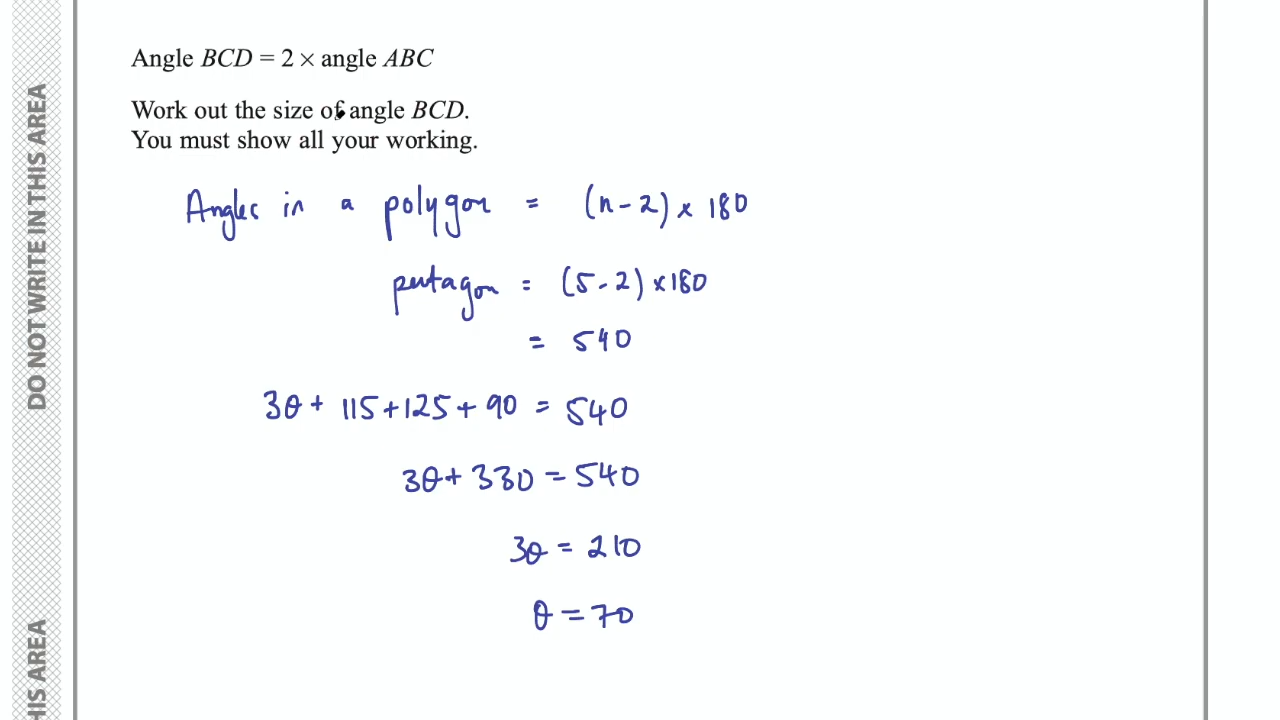 DO NOT WRITE IN THIS AREA
HIS AREA
Angle BCD = 2 × angle ABC
Work out the size of angle BCD.
You must show all your working.
Angles in a polygon = (n - 2) × 180
pentagon = (5 - 2) × 180
= 540
3θ + 115 + 125 + 90 = 540
3θ + 330 = 540
3θ = 210
θ = 70